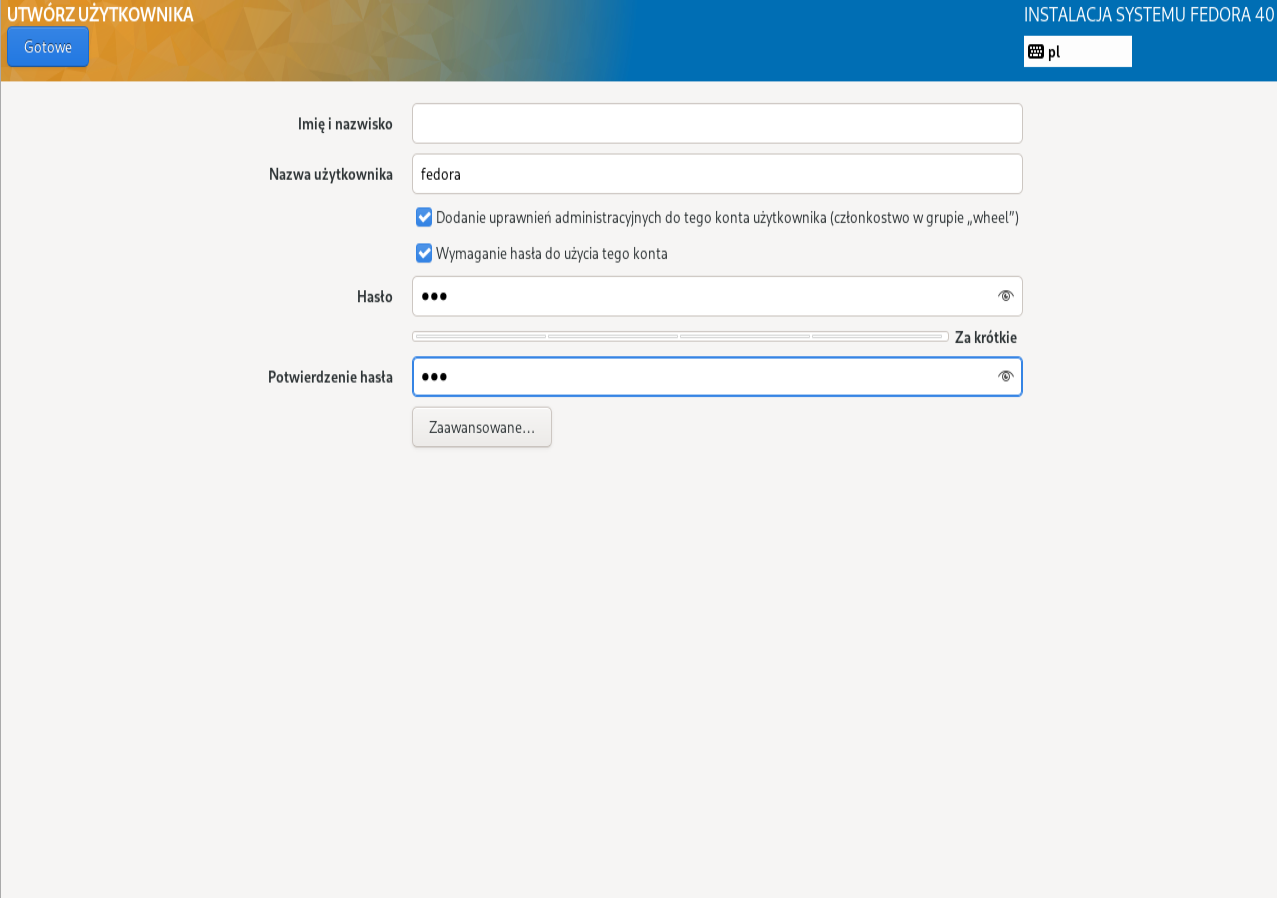 UTWÓRZ UŻYTKOWNIKA
INSTALACJA SYSTEMU FEDORA 40
Gotowe
pl
Imię i nazwisko
Nazwa użytkownika
fedora
Dodanie uprawnień administracyjnych do tego konta użytkownika (członkostwo w grupie „wheel”)
Wymaganie hasła do użycia tego konta
Hasło
●●●
Za krótkie
Potwierdzenie hasła
●●●
Zaawansowane…